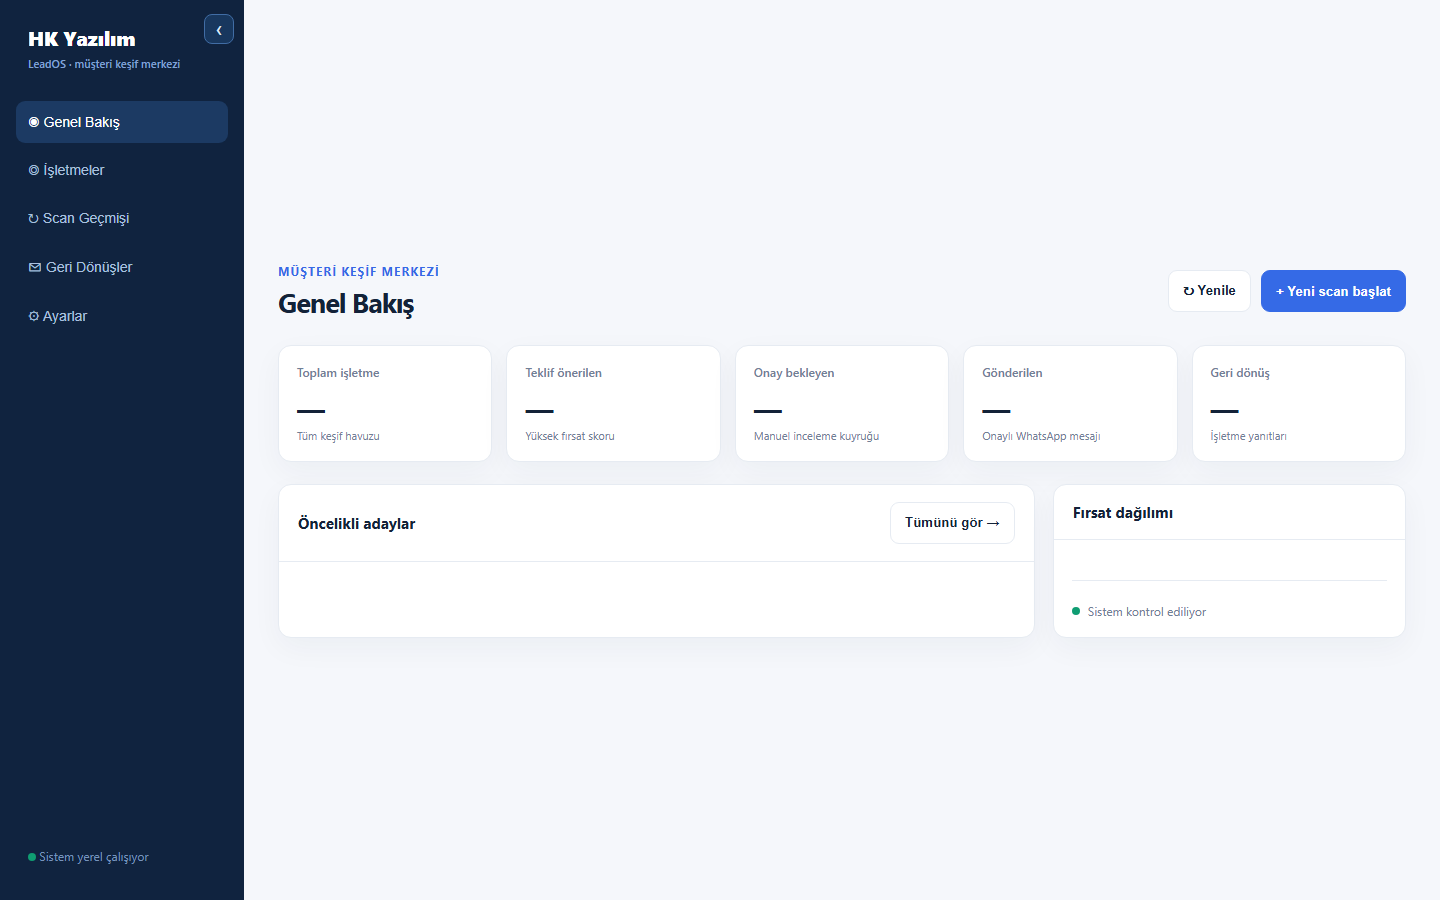 HK Yazılım
LeadOS · müşteri keşif merkezi
Genel Bakış
İşletmeler
Scan Geçmişi
Geri Dönüşler
Ayarlar
Sistem yerel çalışıyor
MÜŞTERİ KEŞİF MERKEZİ
Genel Bakış
↻ Yenile
+ Yeni scan başlat
Toplam işletme
—
Tüm keşif havuzu
Teklif önerilen
—
Yüksek fırsat skoru
Onay bekleyen
—
Manuel inceleme kuyruğu
Gönderilen
—
Onaylı WhatsApp mesajı
Geri dönüş
—
İşletme yanıtları
Öncelikli adaylar
Tümünü gör →
Fırsat dağılımı
Sistem kontrol ediliyor